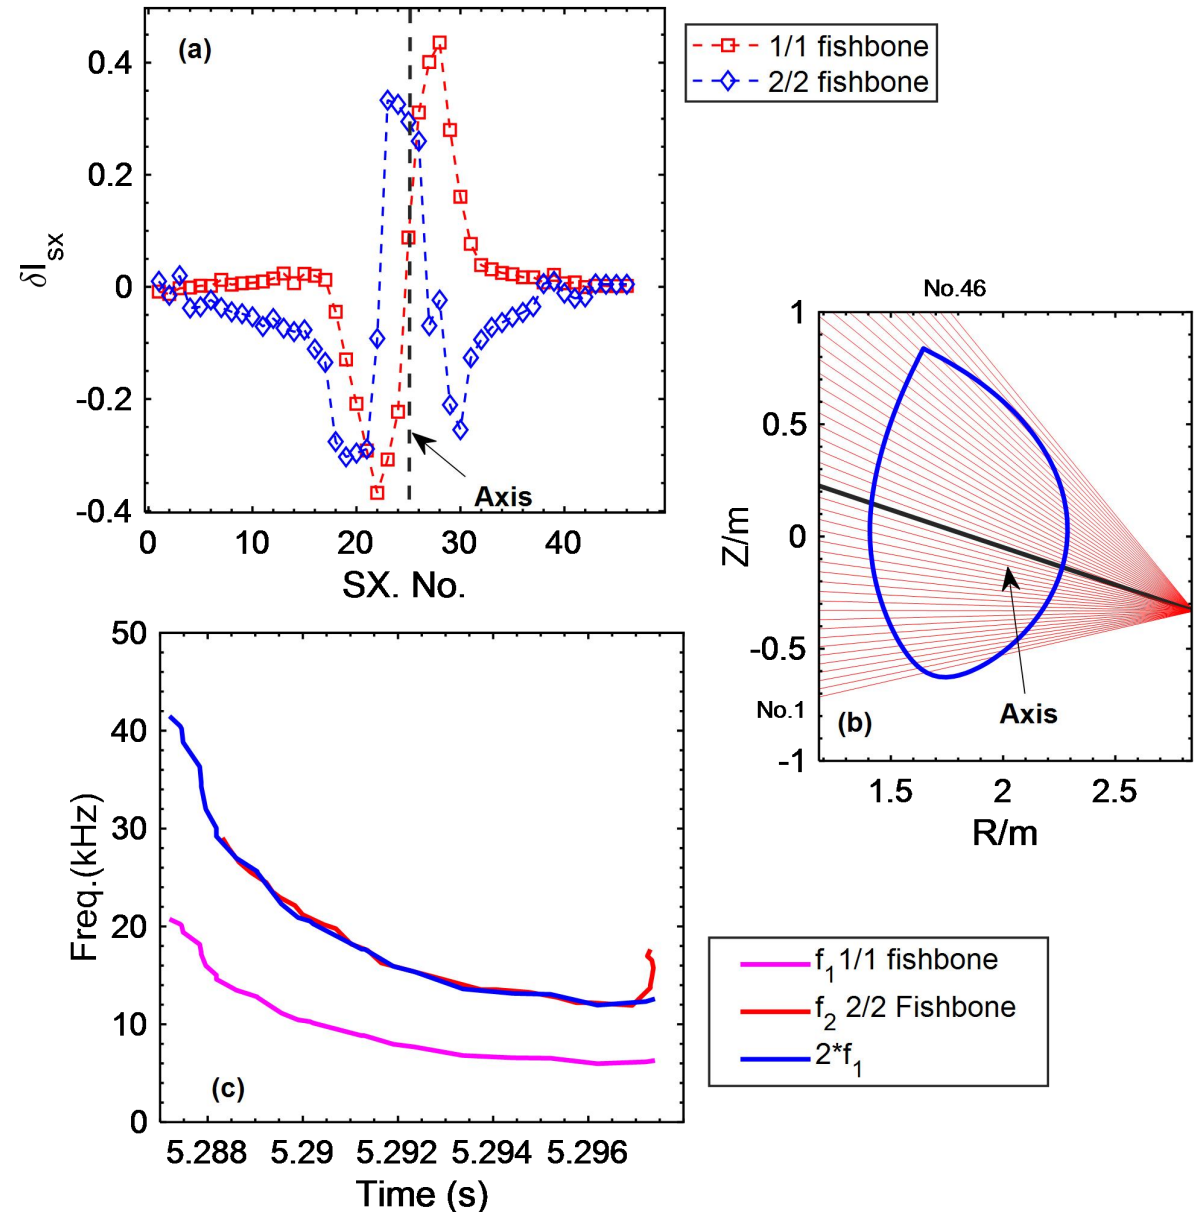 (a)
1/1 fishbone
2/2 fishbone
0.4
0.2
0
-0.2
-0.4
δI_sx
Axis
0 10 20 30 40
SX. No.
No.46
1
0.5
0
-0.5
-1
Z/m
No.1
(b)
Axis
1.5 2 2.5
R/m
50
40
30
20
10
0
Freq.(kHz)
(c)
5.288 5.29 5.292 5.294 5.296
Time (s)
f_1 1/1 fishbone
f_2 2/2 Fishbone
2*f_1